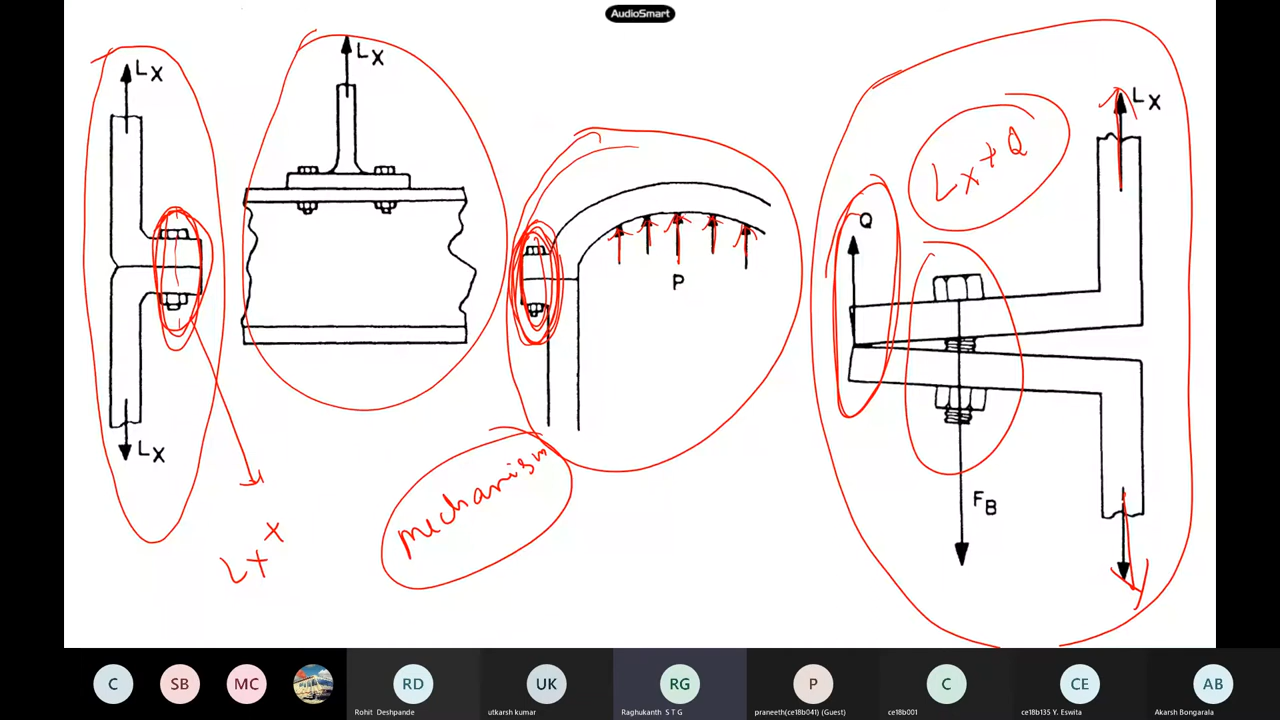 AudioSmart
LX
LX
LX
LX
Q
LX + Q
P
FB
mechanism
LX +
C
SB
MC
RD
UK
RG
P
C
CE
AB
Rohit Deshpande
utkarsh kumar
Raghukanth S T G
praneeth(ce18b041) (Guest)
ce18b001
ce18b135 Y. Eswita
Akarsh Bongarala